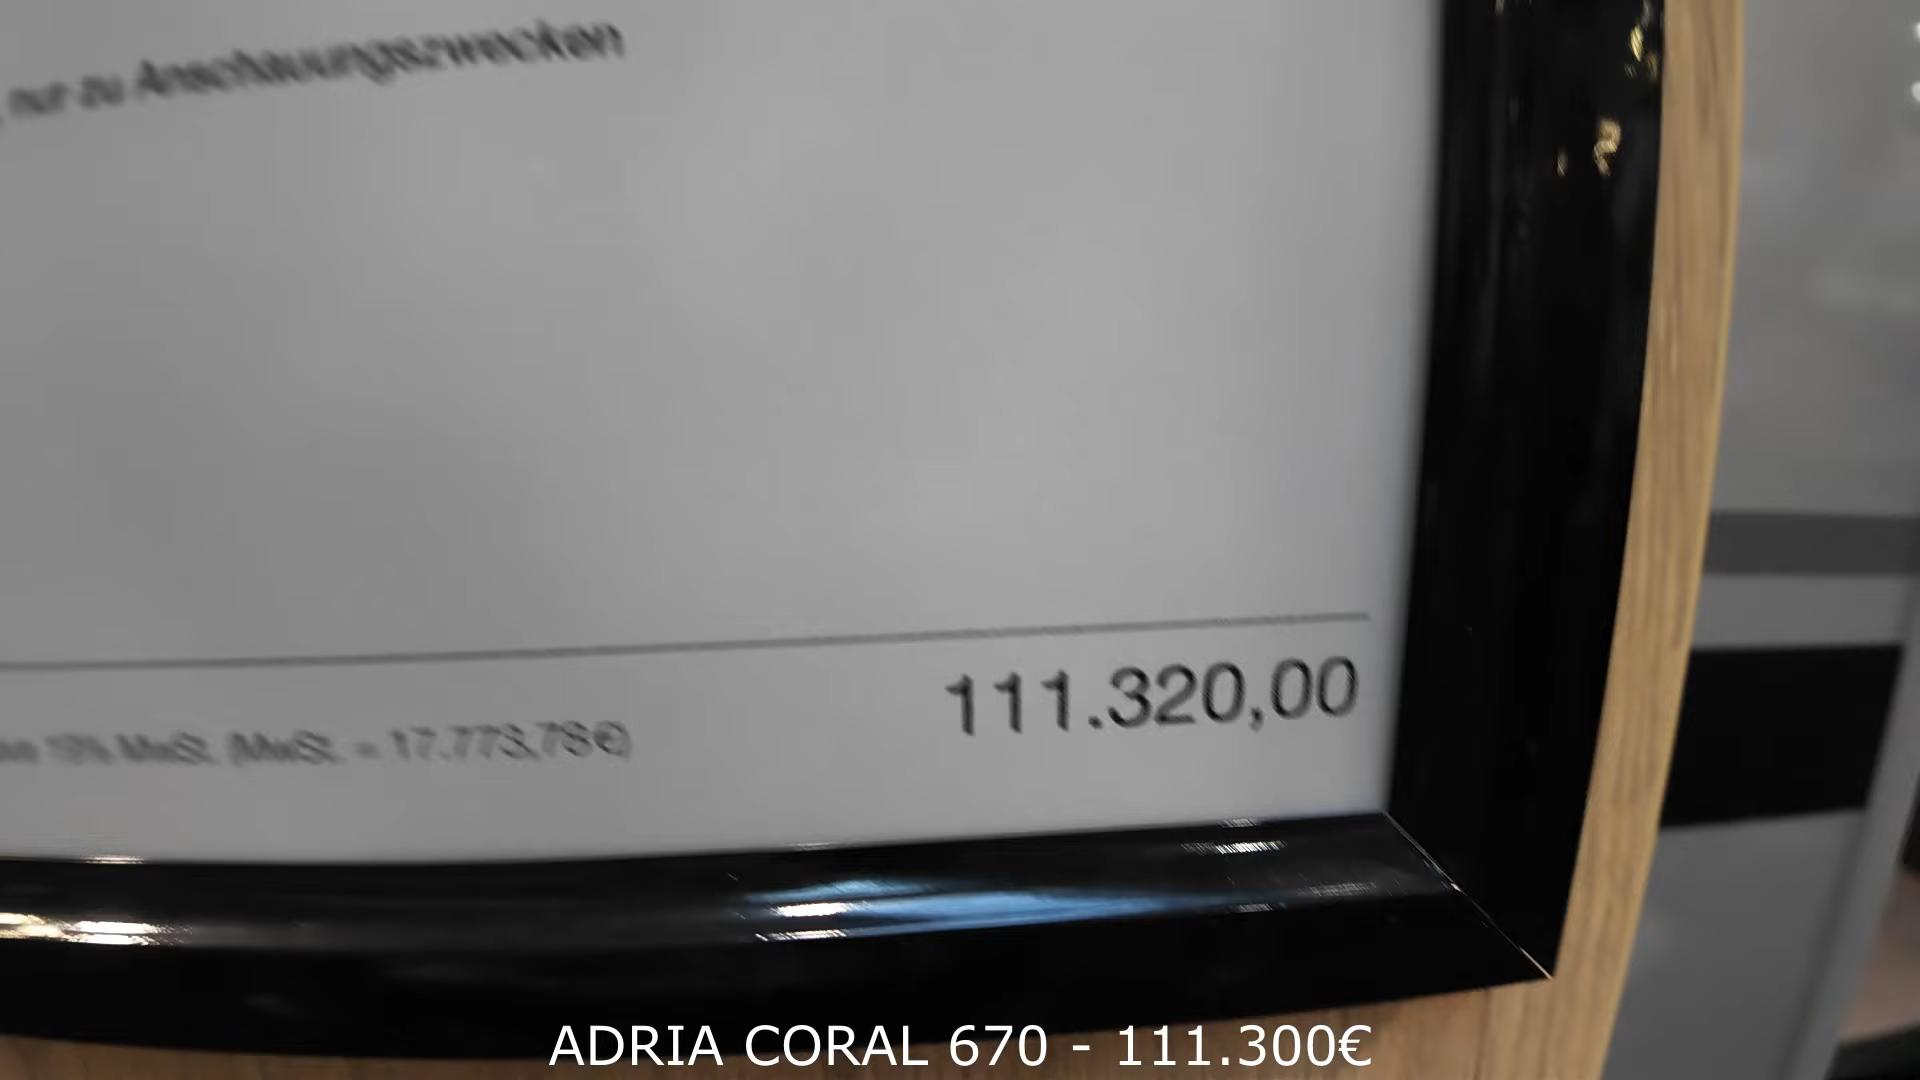 , nur zu Anschauungszwecken
111.320,00
19% MwSt. (MwSt. = 17.773,78€)
ADRIA CORAL 670 - 111.300€